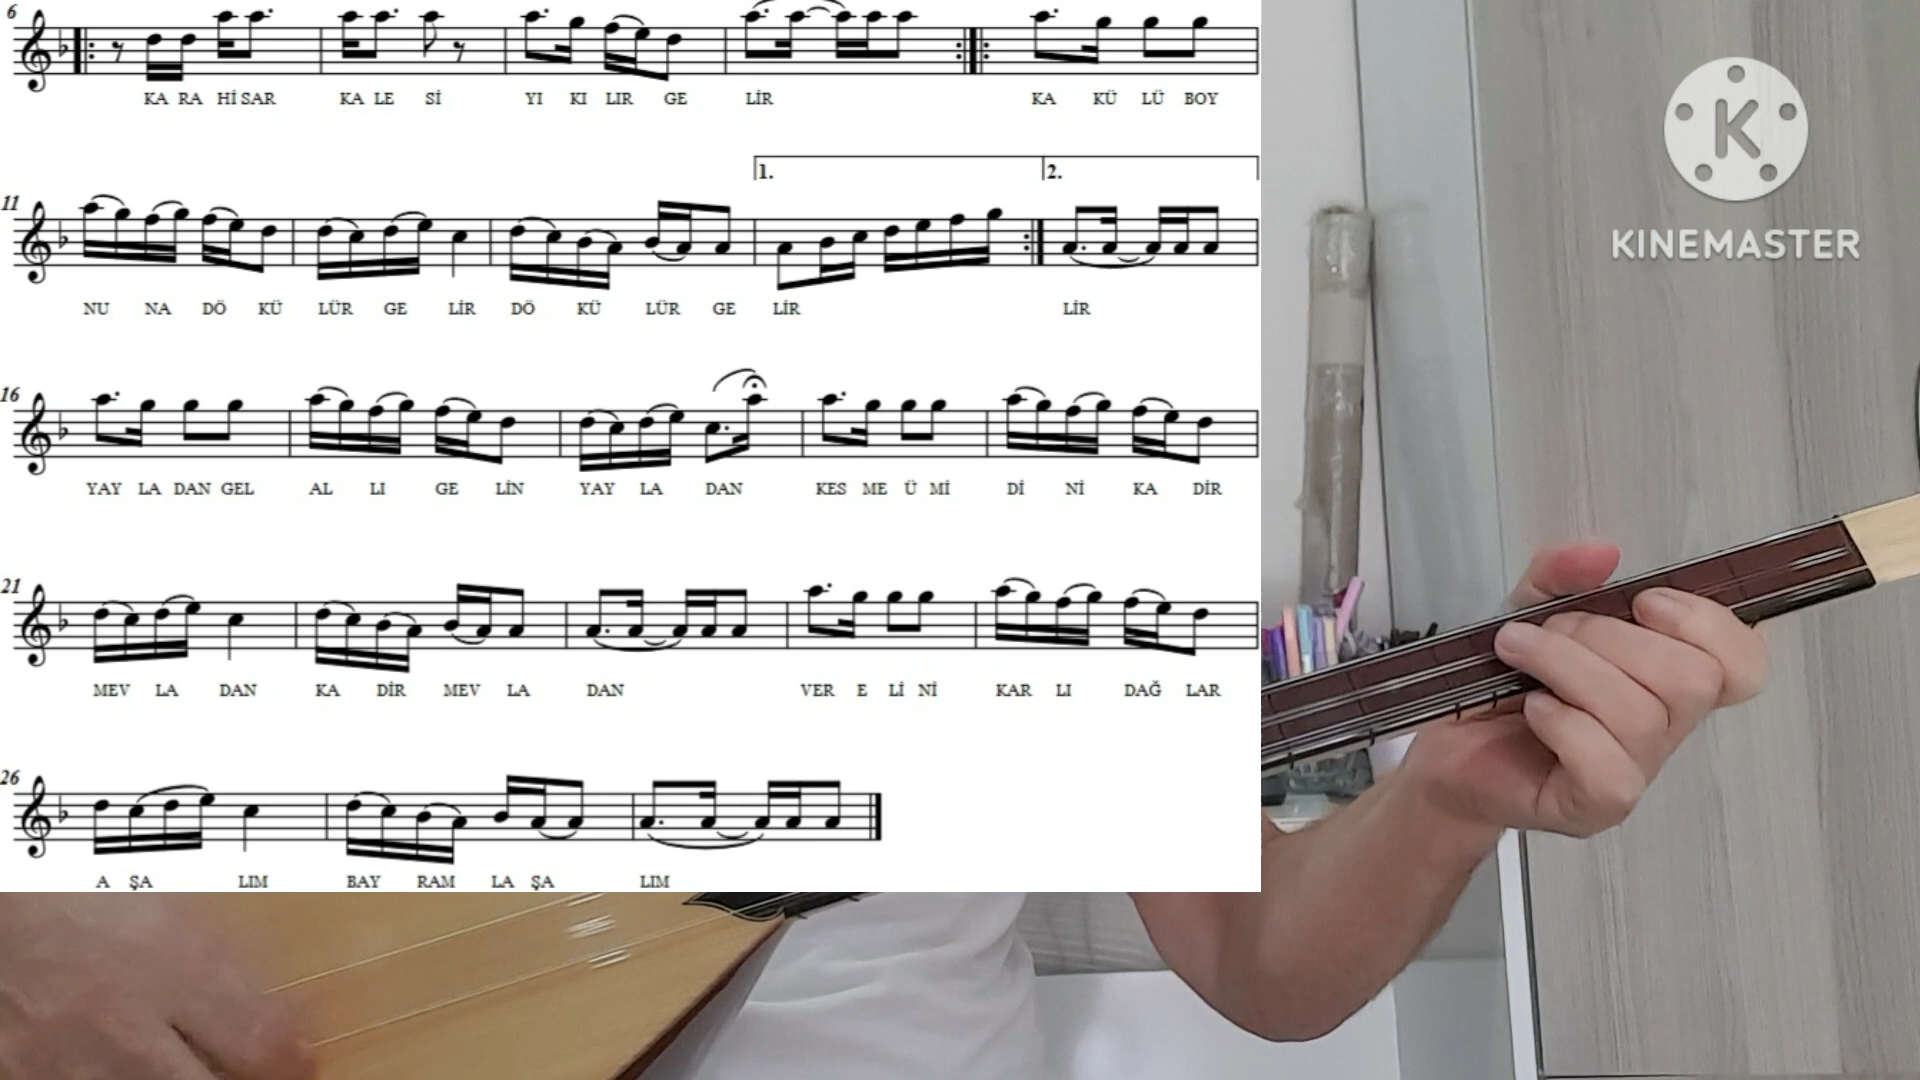 6
KA RA Hİ SAR KA LE Sİ YI KI LIR GE LİR KA KÜ LÜ BOY
1. 2.
11
NU NA DÖ KÜ LÜR GE LİR DÖ KÜ LÜR GE LİR LİR
16
YAY LA DAN GEL AL LI GE LİN YAY LA DAN KES ME Ü Mİ Dİ Nİ KA DİR
21
MEV LA DAN KA DİR MEV LA DAN VER E Lİ Nİ KAR LI DAĞ LAR
26
A ŞA LIM BAY RAM LA ŞA LIM
K
KINEMASTER